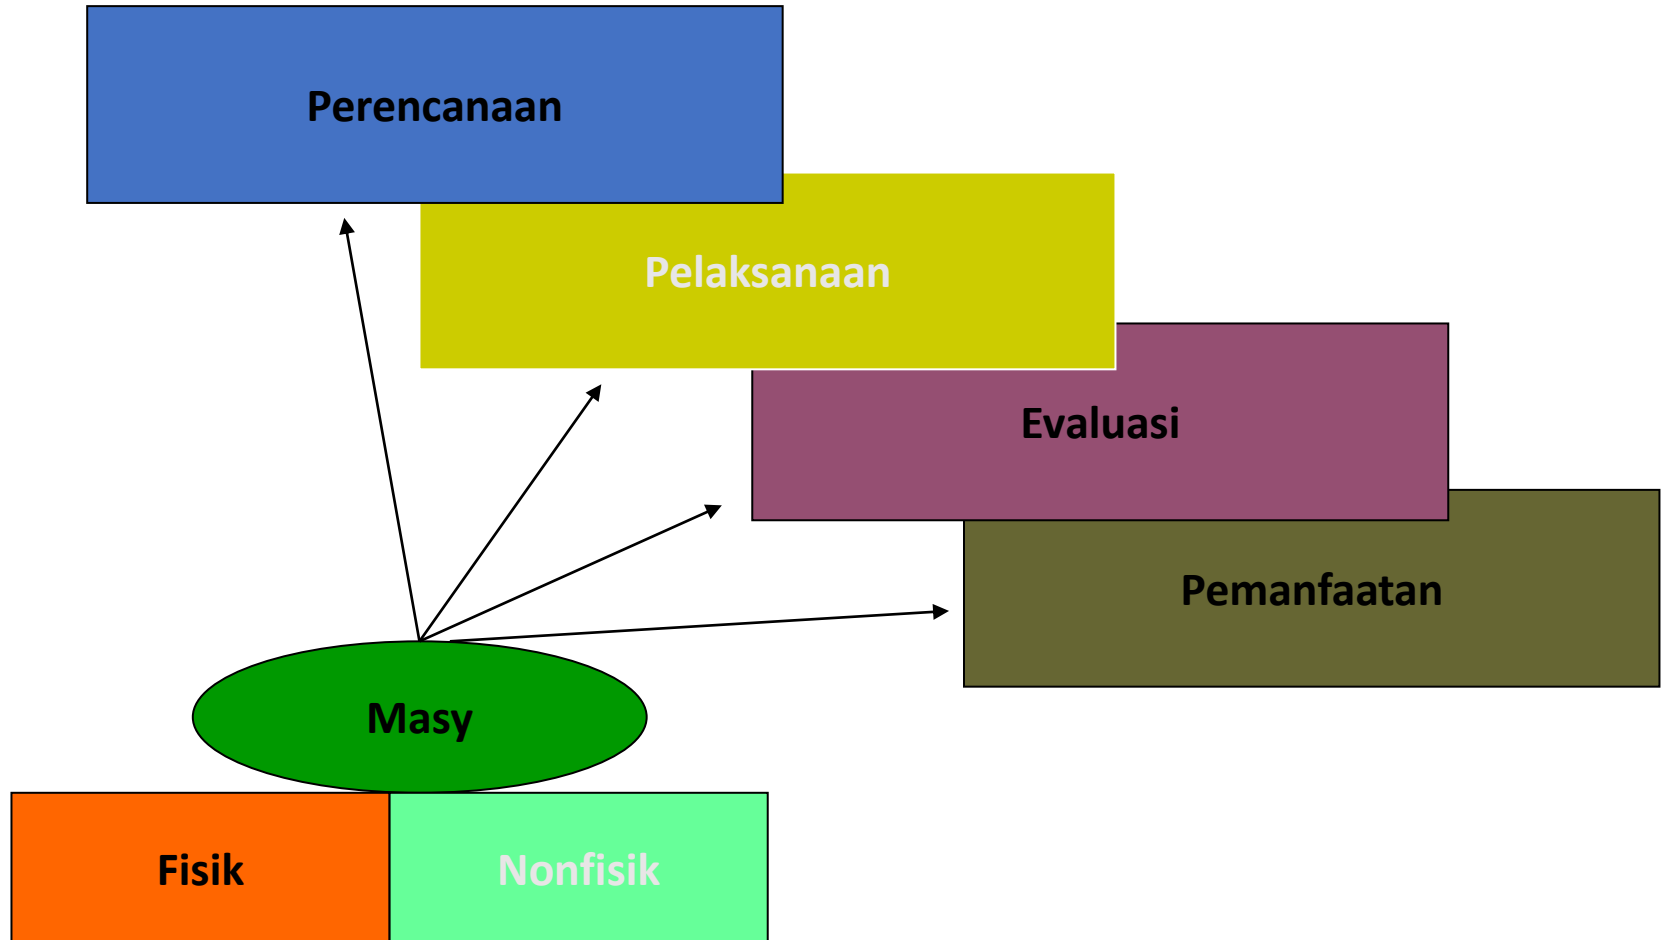 Perencanaan
Pelaksanaan
Evaluasi
Pemanfaatan
Masy
Fisik
Nonfisik